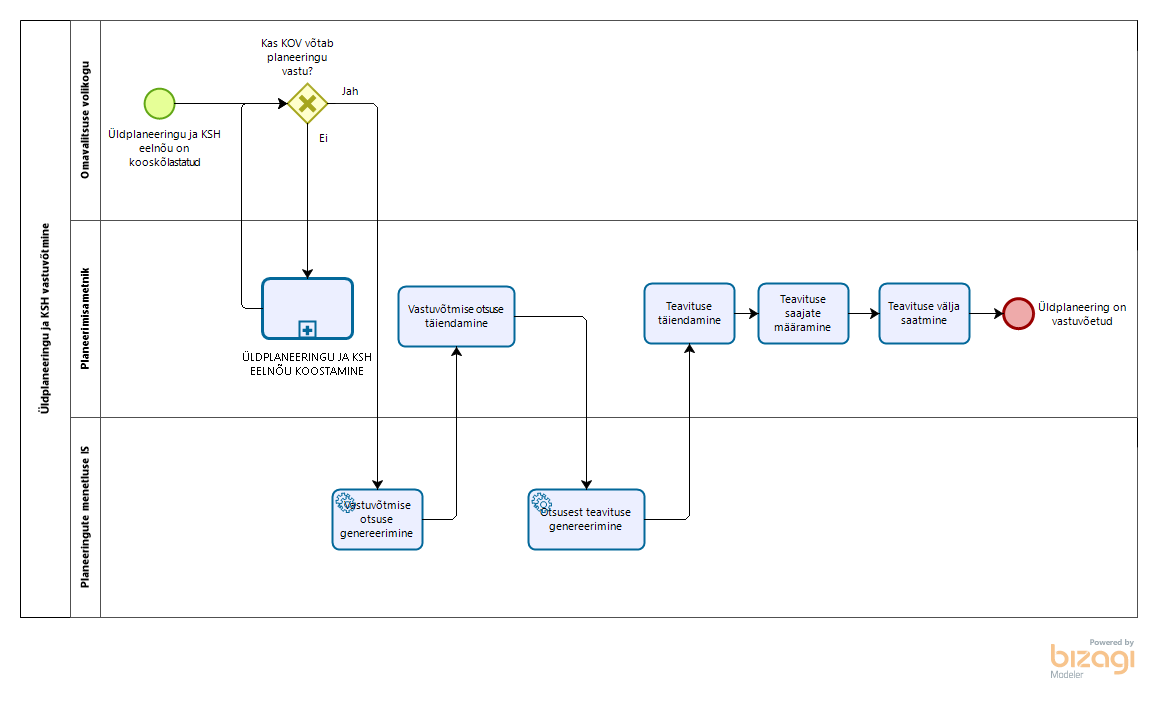 Üldplaneeringu ja KSH vastuvõtmine
Omavalitsuse volikogu
Kas KOV võtab
planeeringu
vastu?
Jah
Ei
Üldplaneeringu ja KSH
eelnõu on
kooskõlastatud
Planeerimisametnik
ÜLDPLANEERINGU JA KSH
EELNÕU KOOSTAMINE
Vastuvõtmise otsuse
täiendamine
Teavituse
täiendamine
Teavituse
saajate
määramine
Teavituse välja
saatmine
Üldplaneering on
vastuvõetud
Planeeringute menetluse IS
Vastuvõtmise
otsuse
genereerimine
Otsusest teavituse
genereerimine
Powered by
bizagi
Modeler